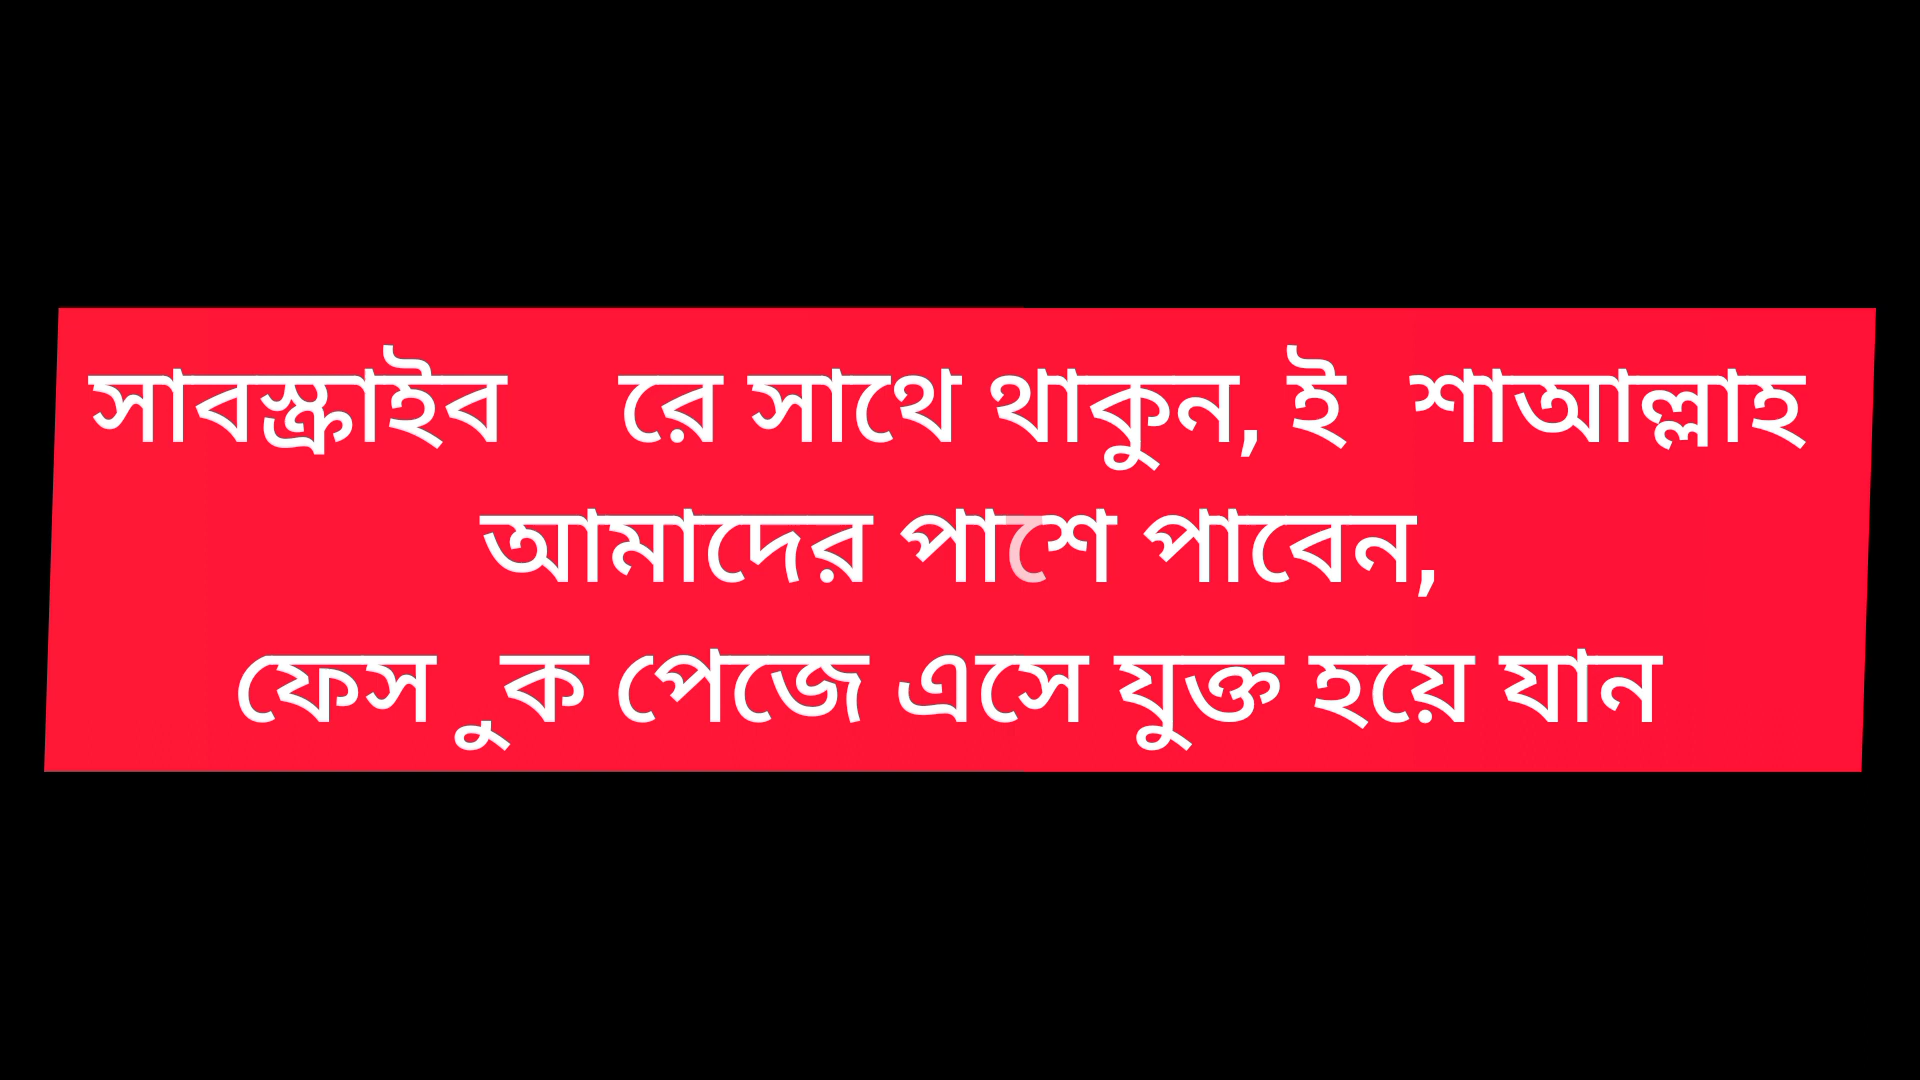 সাবস্ক্রাইব রে সাথে থাকুন, ই শাআল্লাহ
আমাদের পাশে পাবেন,
ফেস ুক পেজে এসে যুক্ত হয়ে যান